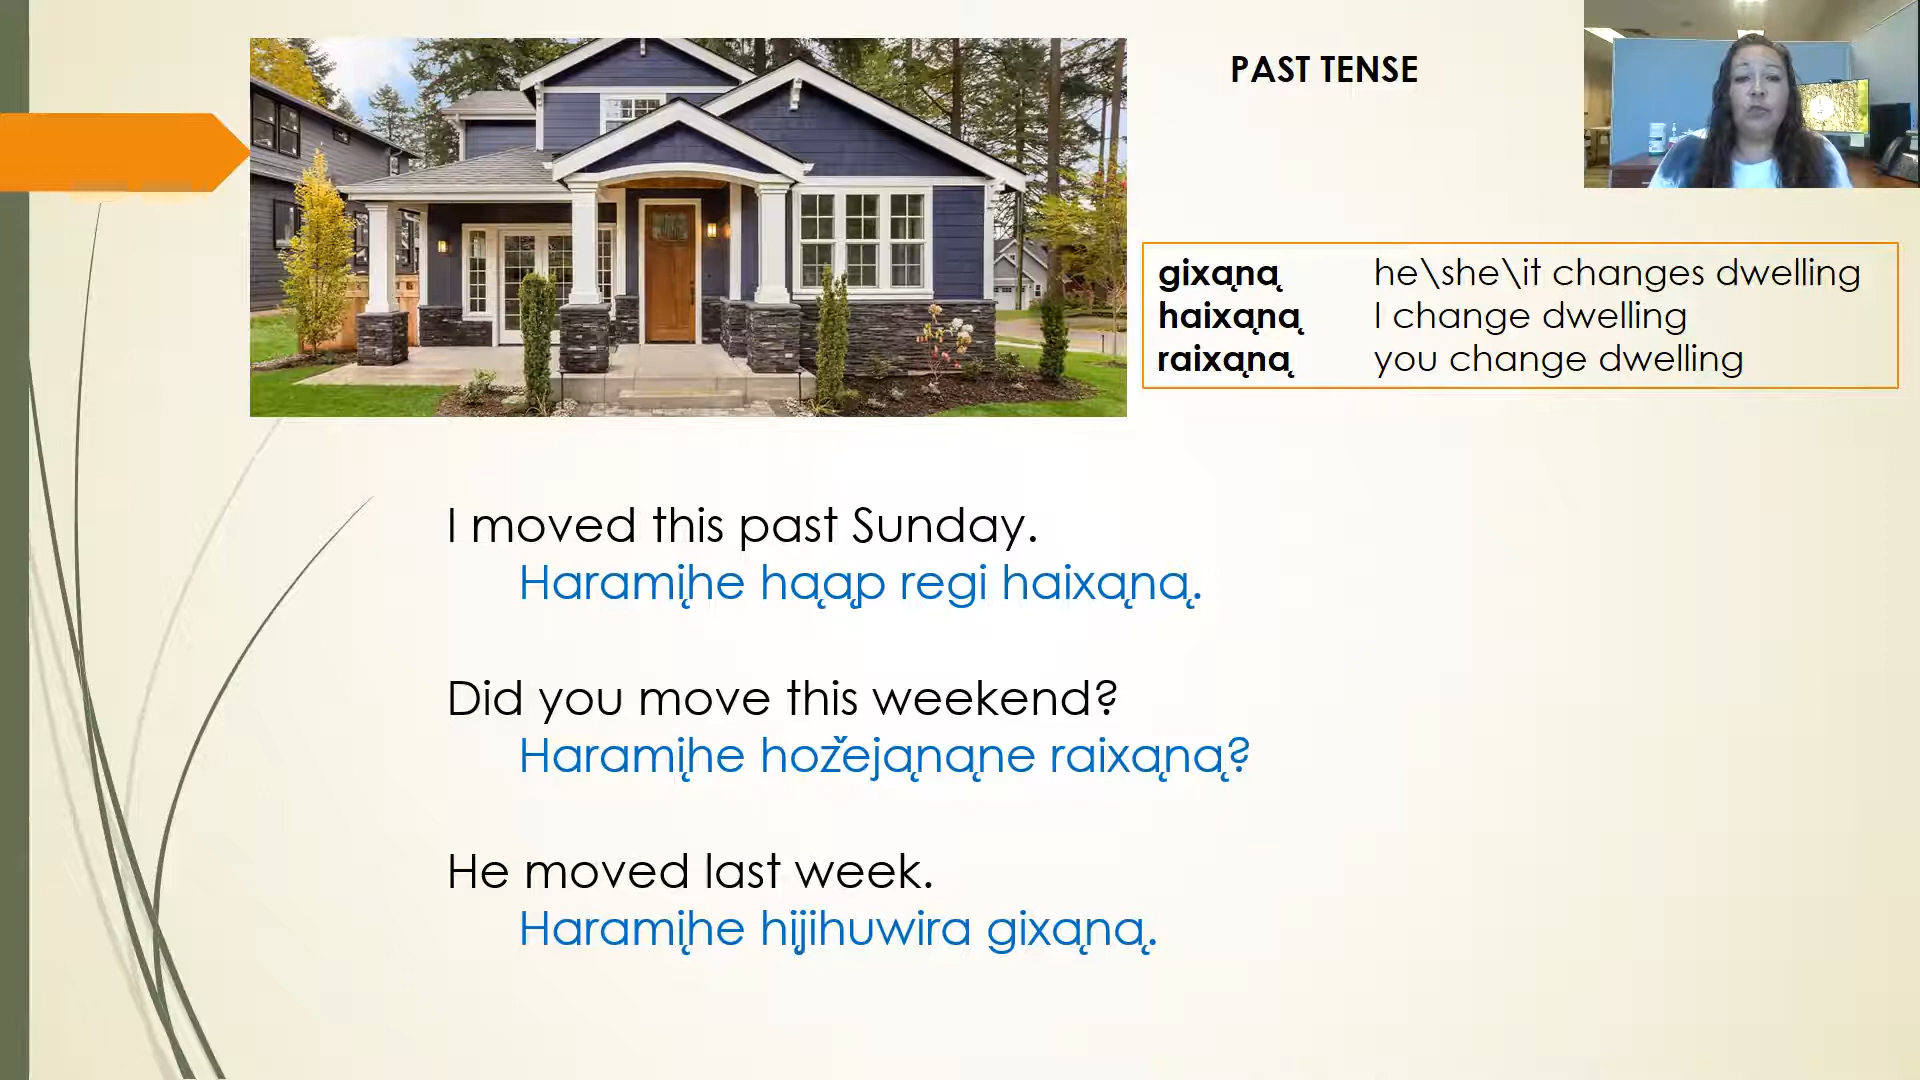 PAST TENSE
gixąną he\she\it changes dwelling
haixąną I change dwelling
raixąną you change dwelling
I moved this past Sunday.
Haramįhe hąąp regi haixąną.
Did you move this weekend?
Haramįhe hožejąnąne raixąną?
He moved last week.
Haramįhe hįjihuwira gixąną.